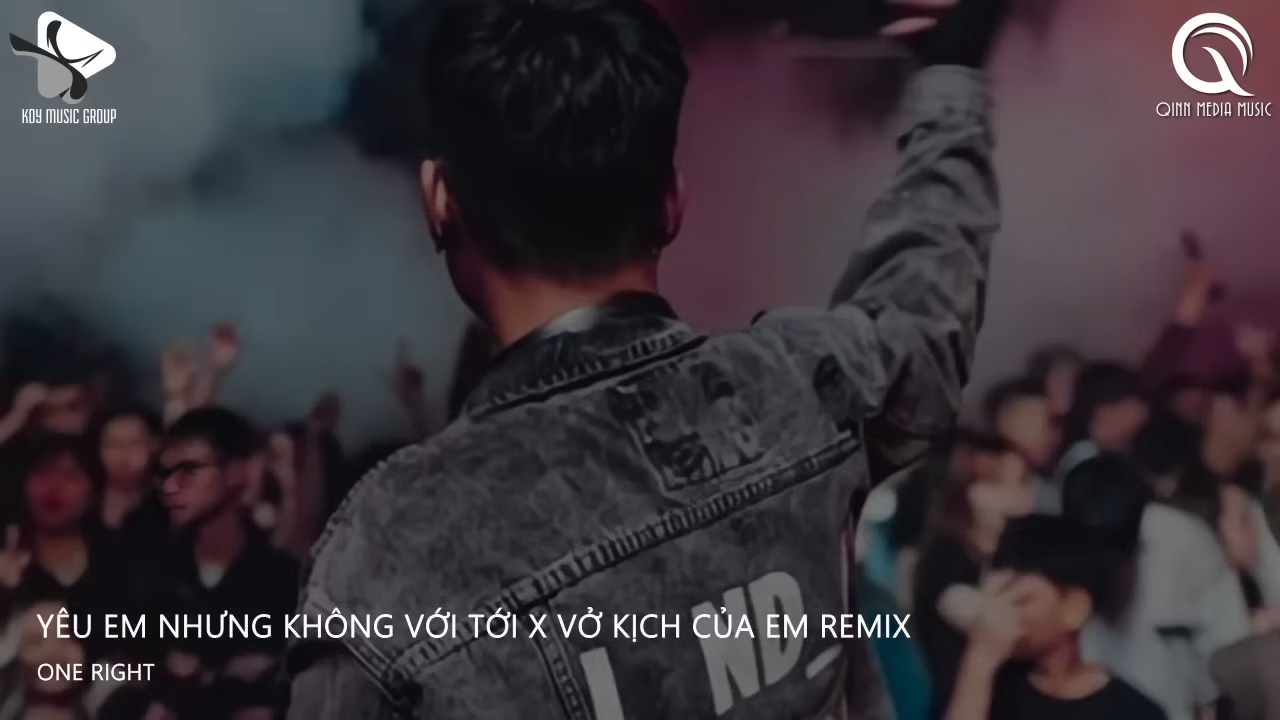 KOY MUSIC GROUP
QINN MEDIA MUSIC
ND_
YÊU EM NHƯNG KHÔNG VỚI TỚI X VỞ KỊCH CỦA EM REMIX
ONE RIGHT